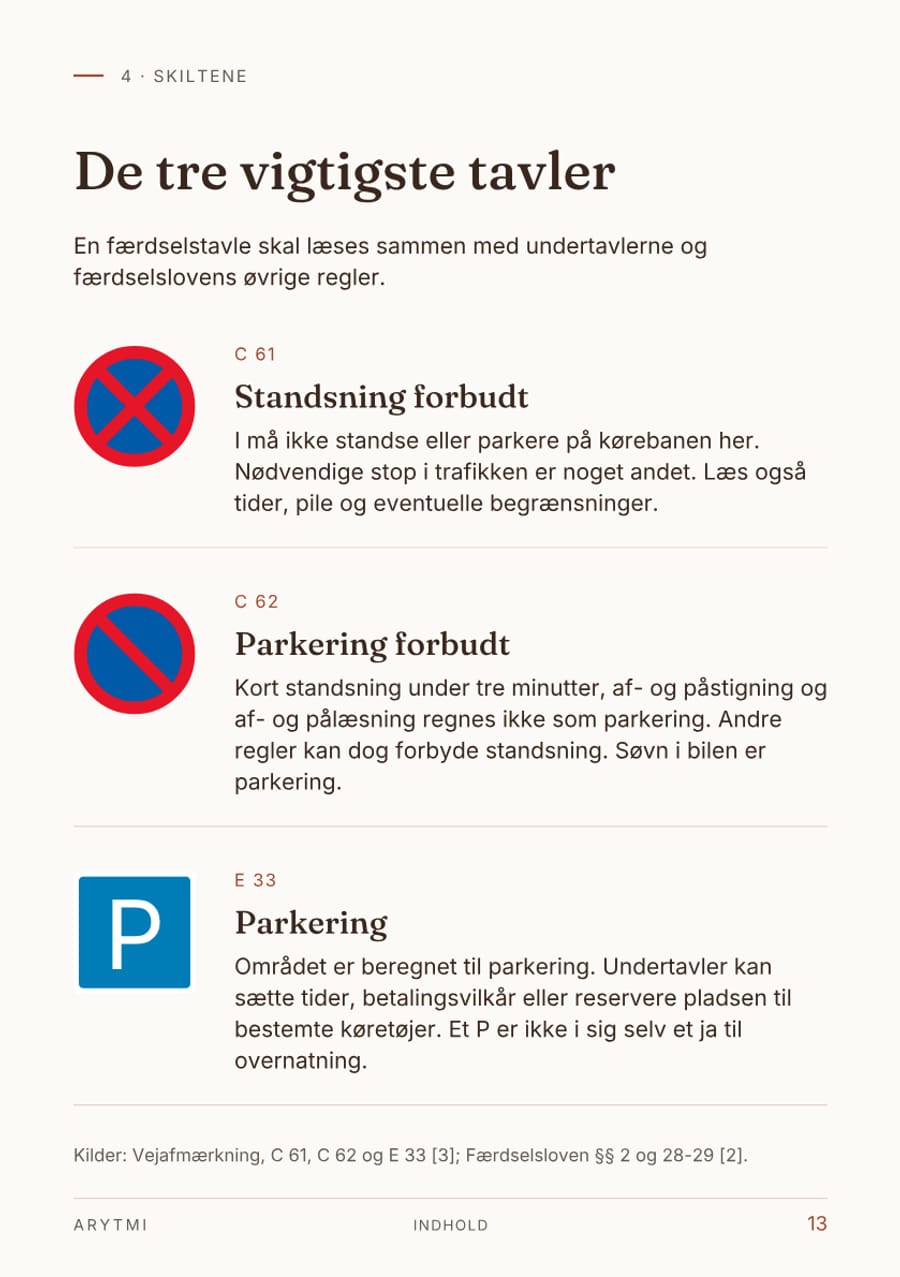 4 · SKILTENE
De tre vigtigste tavler
En færdselstavle skal læses sammen med undertavlerne og
færdselslovens øvrige regler.
C 61
Standsning forbudt
I må ikke standse eller parkere på kørebanen her.
Nødvendige stop i trafikken er noget andet. Læs også
tider, pile og eventuelle begrænsninger.
C 62
Parkering forbudt
Kort standsning under tre minutter, af- og påstigning og
af- og pålæsning regnes ikke som parkering. Andre
regler kan dog forbyde standsning. Søvn i bilen er
parkering.
P
E 33
Parkering
Området er beregnet til parkering. Undertavler kan
sætte tider, betalingsvilkår eller reservere pladsen til
bestemte køretøjer. Et P er ikke i sig selv et ja til
overnatning.
Kilder: Vejafmærkning, C 61, C 62 og E 33 [3]; Færdselsloven §§ 2 og 28-29 [2].
ARYTMI INDHOLD 13